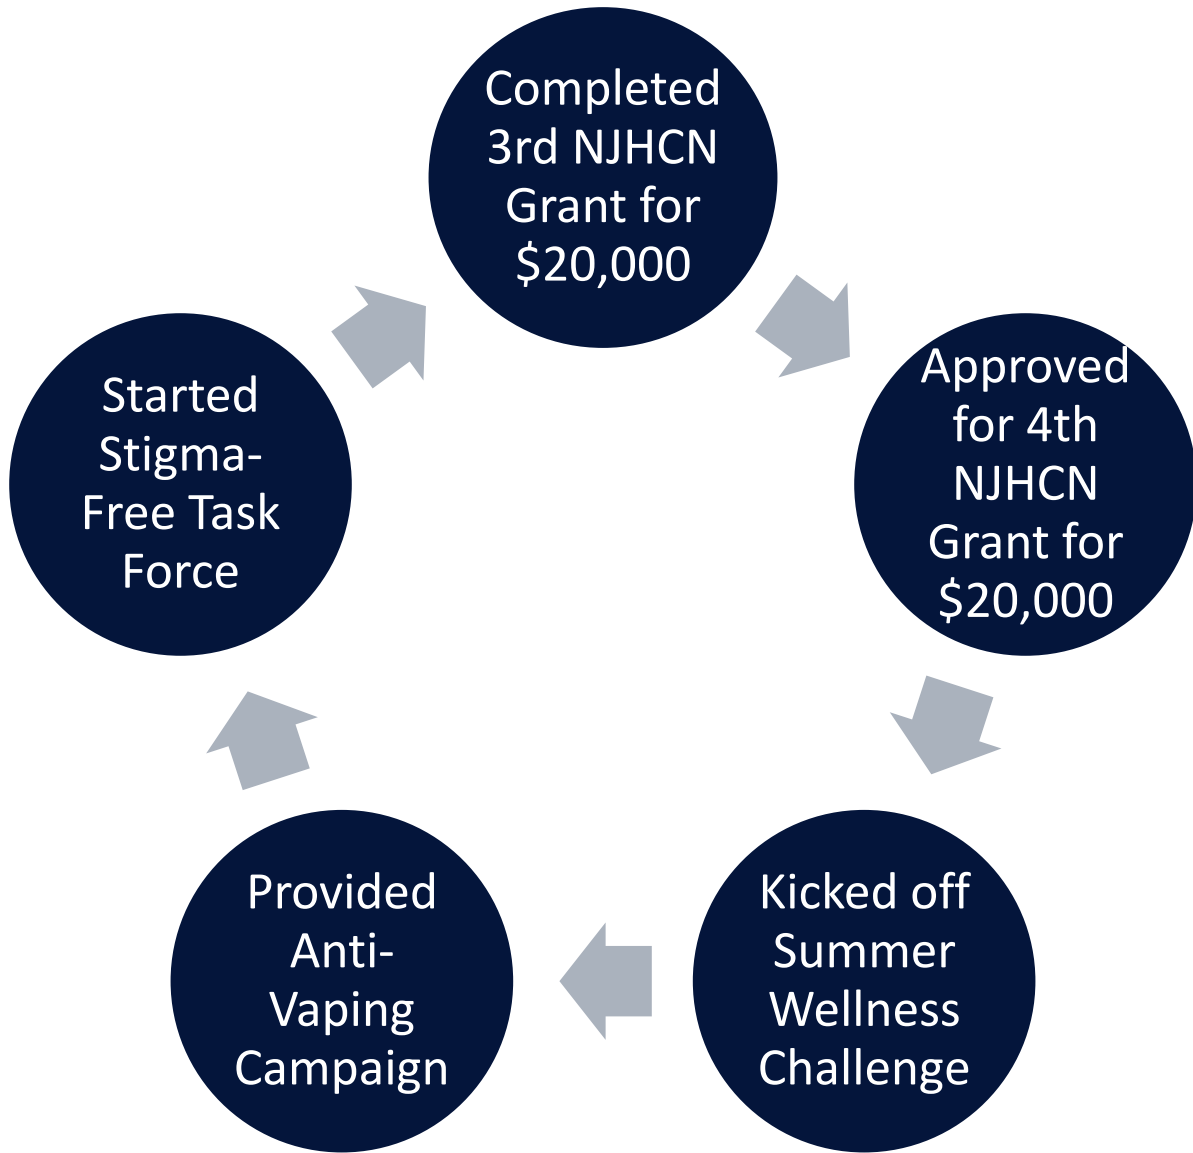 Completed
3rd NJHCN
Grant for
$20,000
Approved
for 4th
NJHCN
Grant for
$20,000
Kicked off
Summer
Wellness
Challenge
Provided
Anti-
Vaping
Campaign
Started
Stigma-
Free Task
Force